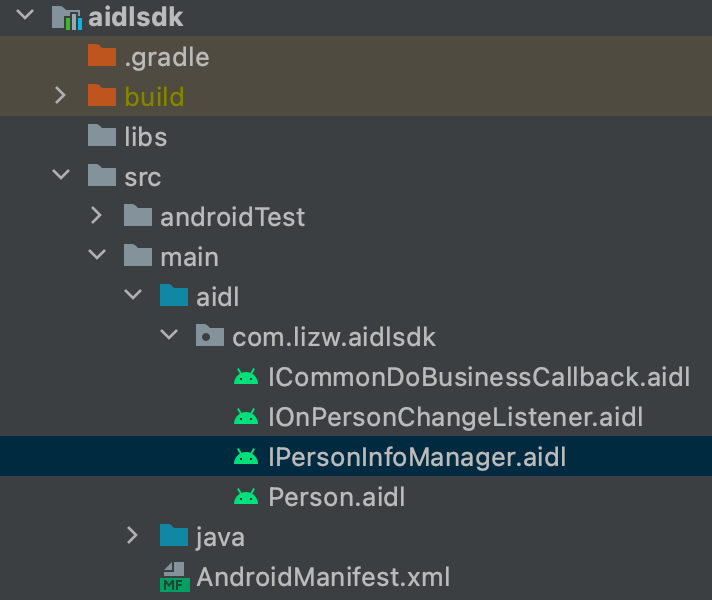 aidlsdk
.gradle
build
libs
src
androidTest
main
aidl
com.lizw.aidlsdk
ICommonDoBusinessCallback.aidl
IOnPersonChangeListener.aidl
IPersonInfoManager.aidl
Person.aidl
java
MF AndroidManifest.xml